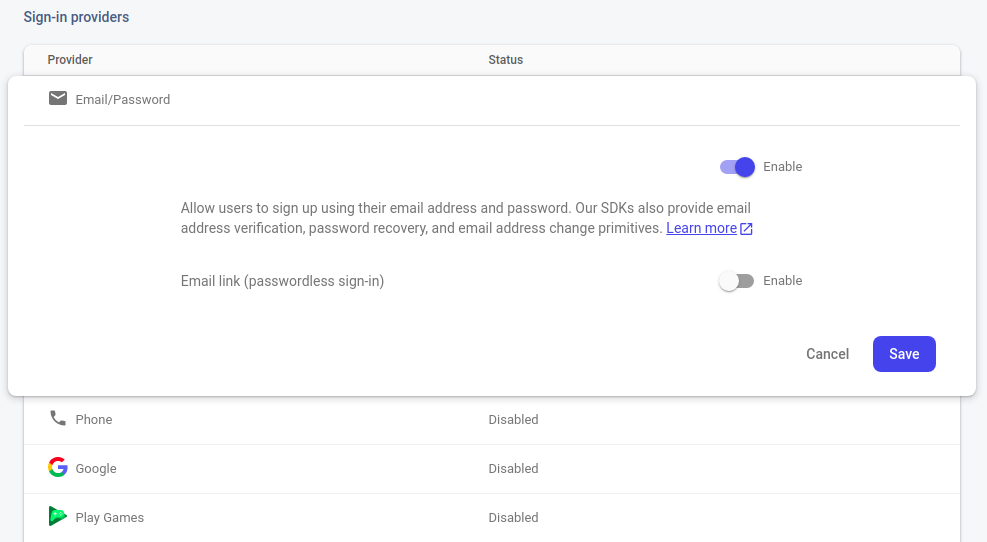 Sign-in providers
Provider Status
Email/Password
Enable
Allow users to sign up using their email address and password. Our SDKs also provide email
address verification, password recovery, and email address change primitives. Learn more
Email link (passwordless sign-in) Enable
Cancel Save
Phone Disabled
Google Disabled
Play Games Disabled